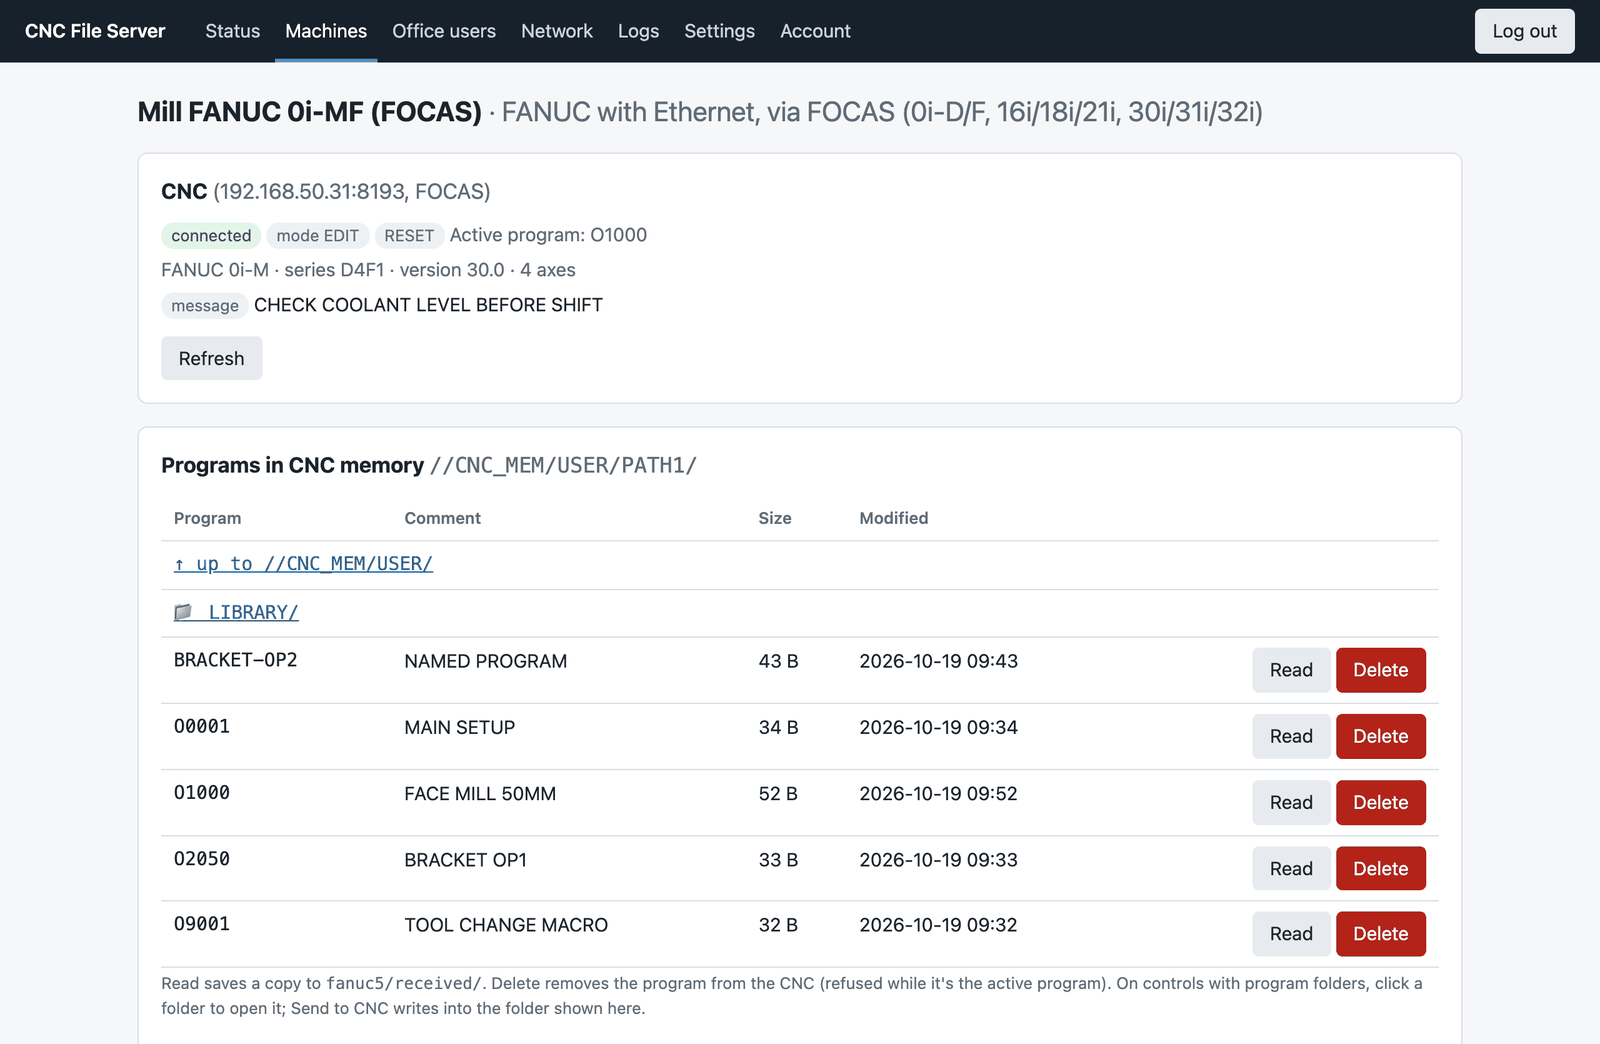 CNC File Server Status Machines Office users Network Logs Settings Account Log out
Mill FANUC 0i-MF (FOCAS) · FANUC with Ethernet, via FOCAS (0i-D/F, 16i/18i/21i, 30i/31i/32i)
CNC (192.168.50.31:8193, FOCAS)
connected mode EDIT RESET Active program: O1000
FANUC 0i-M · series D4F1 · version 30.0 · 4 axes
message CHECK COOLANT LEVEL BEFORE SHIFT
Refresh
Programs in CNC memory //CNC_MEM/USER/PATH1/
Program Comment Size Modified
↑ up to //CNC_MEM/USER/
LIBRARY/
BRACKET-OP2 NAMED PROGRAM 43 B 2026-10-19 09:43 Read Delete
O0001 MAIN SETUP 34 B 2026-10-19 09:34 Read Delete
O1000 FACE MILL 50MM 52 B 2026-10-19 09:52 Read Delete
O2050 BRACKET OP1 33 B 2026-10-19 09:33 Read Delete
O9001 TOOL CHANGE MACRO 32 B 2026-10-19 09:32 Read Delete
Read saves a copy to fanuc5/received/. Delete removes the program from the CNC (refused while it's the active program). On controls with program folders, click a
folder to open it; Send to CNC writes into the folder shown here.